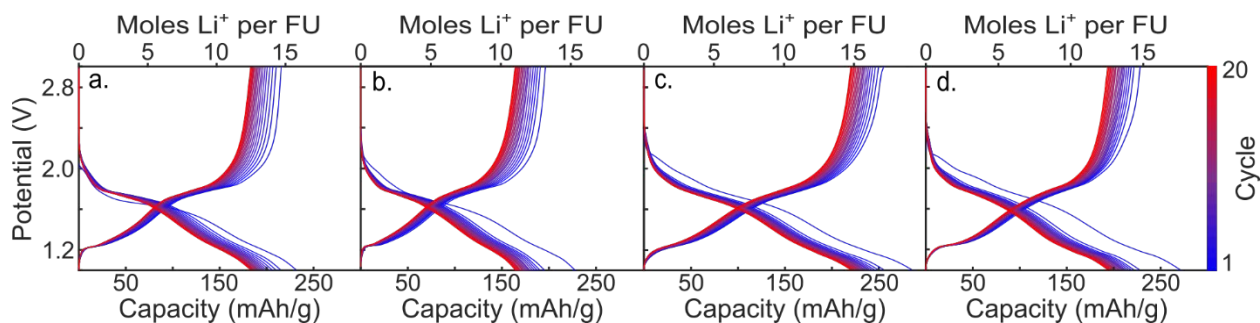 Moles Li⁺ per FU Moles Li⁺ per FU Moles Li⁺ per FU Moles Li⁺ per FU
0 5 10 15 0 5 10 15 0 5 10 15 0 5 10 15
a. b. c. d. 20
2.8
2.0
1.2
Potential (V)
Cycle
1
50 150 250 50 150 250 50 150 250 50 150 250
Capacity (mAh/g) Capacity (mAh/g) Capacity (mAh/g) Capacity (mAh/g)